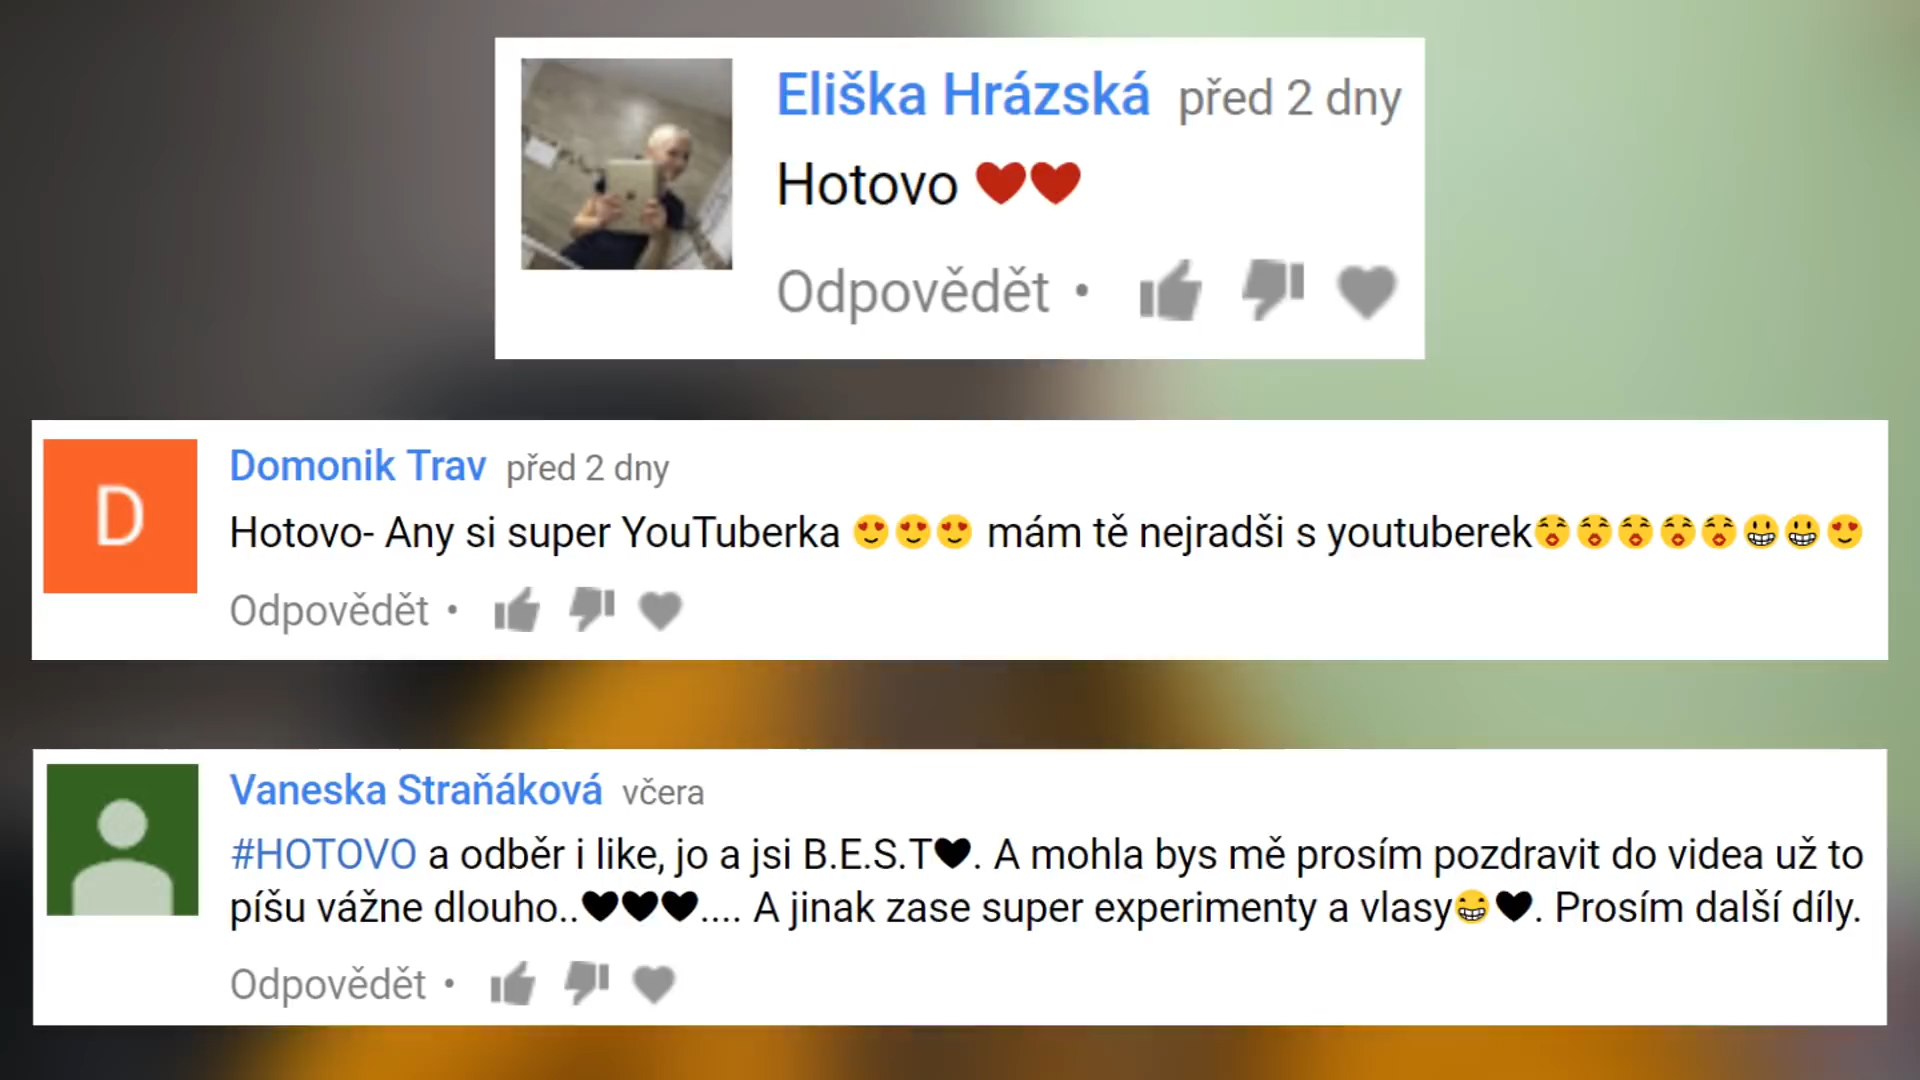 Eliška Hrázská před 2 dny
Hotovo ❤❤
Odpovědět •
D
Domonik Trav před 2 dny
Hotovo- Any si super YouTuberka 😍😍😍 mám tě nejradši s youtuberek😚😚😚😚😚😀😀😍
Odpovědět •
Vaneska Straňáková včera
#HOTOVO a odběr i like, jo a jsi B.E.S.T🖤. A mohla bys mě prosím pozdravit do videa už to
píšu vážne dlouho..🖤🖤🖤.... A jinak zase super experimenty a vlasy😁🖤. Prosím další díly.
Odpovědět •